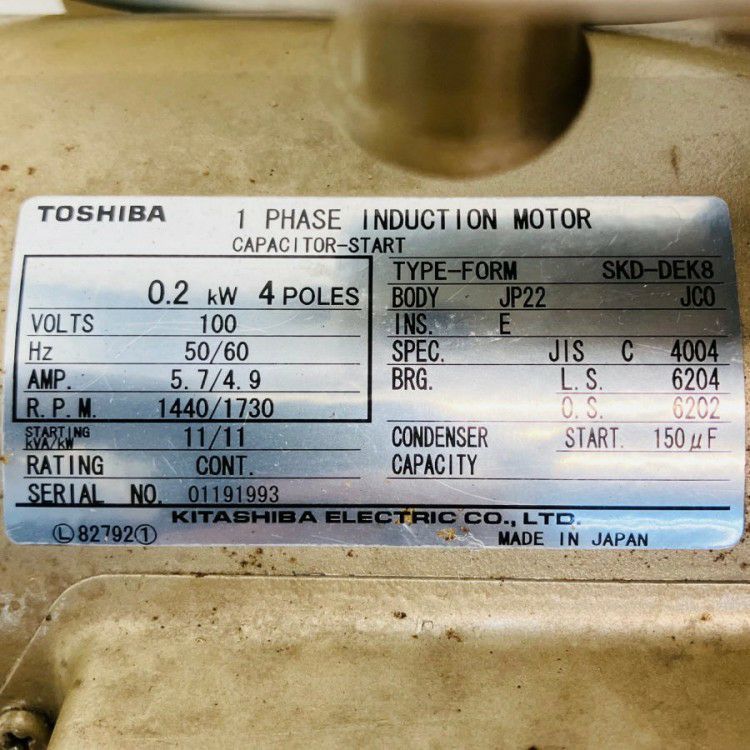 TOSHIBA 1 PHASE INDUCTION MOTOR
CAPACITOR-START
0.2 kW 4 POLES
VOLTS 100
Hz 50/60
AMP. 5.7/4.9
R.P.M. 1440/1730
STARTING kVA/kW 11/11
RATING CONT.
SERIAL NO. 01191993
TYPE-FORM SKD-DEK8
BODY JP22 JC0
INS. E
SPEC. JIS C 4004
BRG. L.S. 6204
O.S. 6202
CONDENSER START. 150μF
CAPACITY
KITASHIBA ELECTRIC CO., LTD.
Ⓛ82792① MADE IN JAPAN